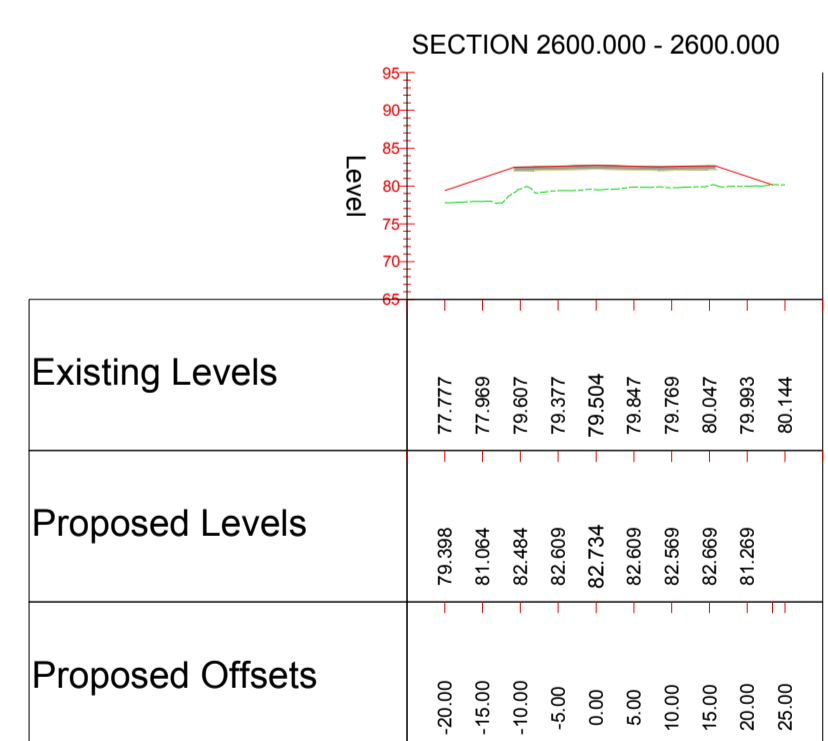 SECTION 2600.000 - 2600.000
Level
95
90
85
80
75
70
65
Existing Levels
77.777 77.969 79.607 79.377 79.504 79.847 79.769 80.047 79.993 80.144
Proposed Levels
79.398 81.064 82.484 82.609 82.734 82.609 82.569 82.669 81.269
Proposed Offsets
-20.00 -15.00 -10.00 -5.00 0.00 5.00 10.00 15.00 20.00 25.00